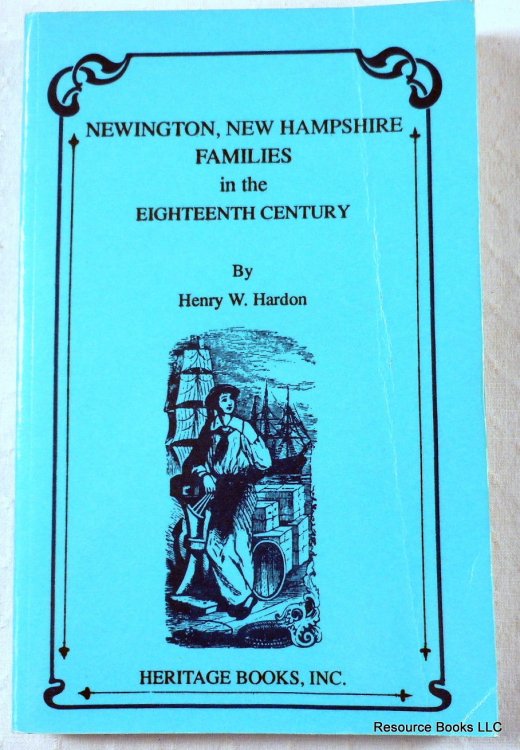 NEWINGTON, NEW HAMPSHIRE
FAMILIES
in the
EIGHTEENTH CENTURY
By
Henry W. Hardon
HERITAGE BOOKS, INC.
Resource Books LLC